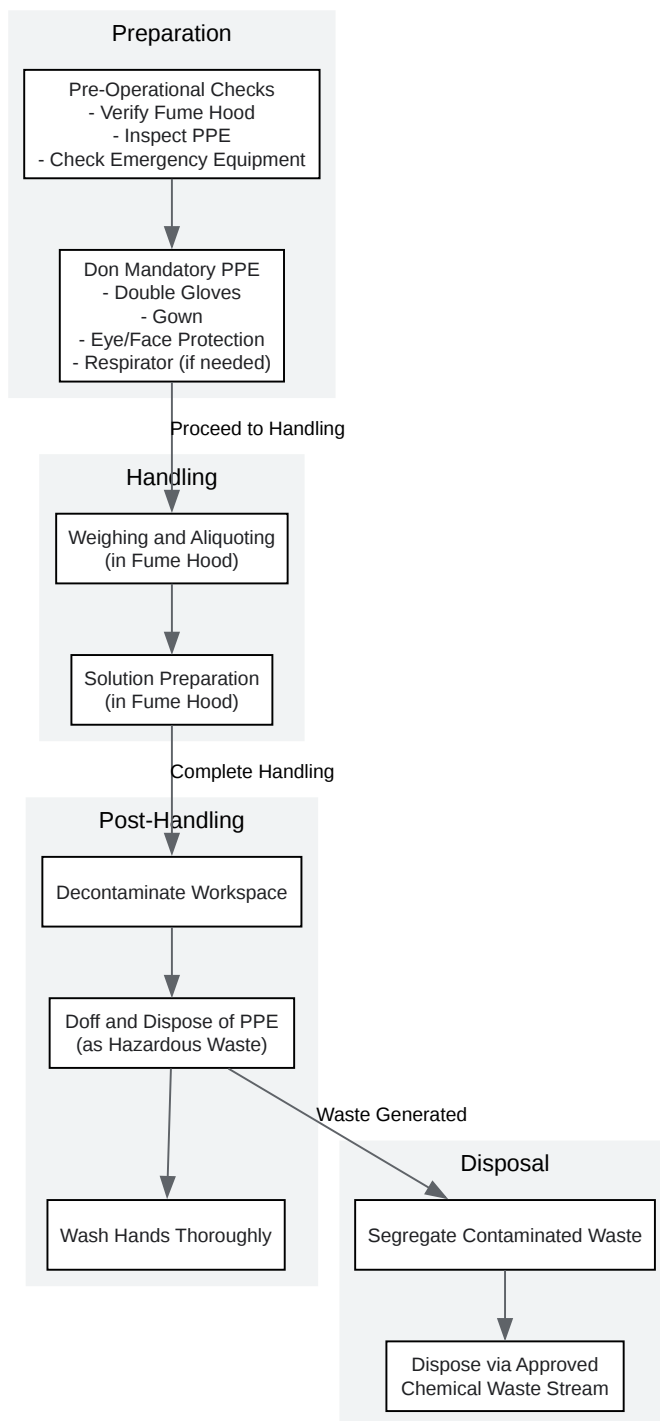 Preparation
Pre-Operational Checks
- Verify Fume Hood
- Inspect PPE
- Check Emergency Equipment
Don Mandatory PPE
- Double Gloves
- Gown
- Eye/Face Protection
- Respirator (if needed)
Proceed to Handling
Handling
Weighing and Aliquoting
(in Fume Hood)
Solution Preparation
(in Fume Hood)
Complete Handling
Post-Handling
Decontaminate Workspace
Doff and Dispose of PPE
(as Hazardous Waste)
Waste Generated
Disposal
Wash Hands Thoroughly
Segregate Contaminated Waste
Dispose via Approved
Chemical Waste Stream